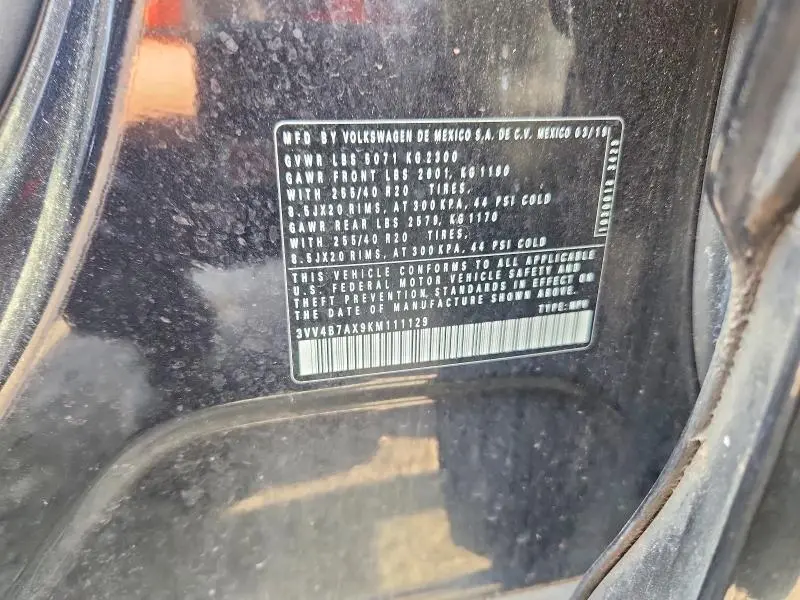 MFD BY VOLKSWAGEN DE MEXICO S.A. DE C.V. MEXICO 03/19
GVWR LBS 5071 KG 2300
GAWR FRONT LBS 2601, KG 1180
WITH 255/40 R20 TIRES,
8.5JX20 RIMS, AT 300 KPA, 44 PSI COLD
GAWR REAR LBS 2579, KG 1170
WITH 255/40 R20 TIRES,
8.5JX20 RIMS, AT 300 KPA, 44 PSI COLD
THIS VEHICLE CONFORMS TO ALL APPLICABLE
U.S. FEDERAL MOTOR VEHICLE SAFETY AND
THEFT PREVENTION STANDARDS IN EFFECT ON
THE DATE OF MANUFACTURE SHOWN ABOVE.
TYPE: MPV
3VV4B7AX9KM111129